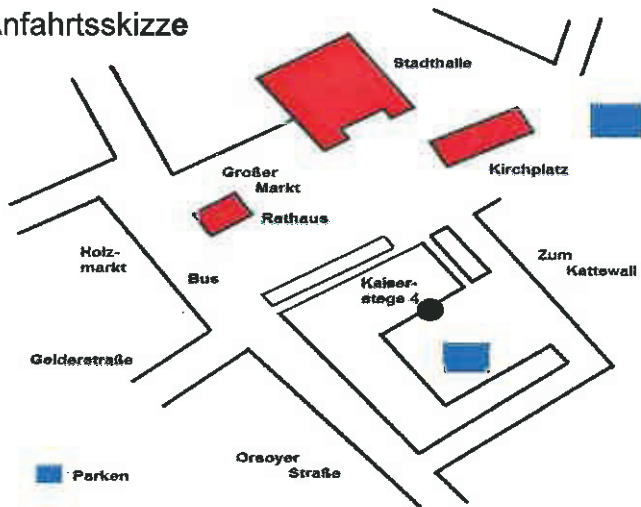 Anfahrtsskizze
Stadthalle
Kirchplatz
Großer
Markt
Rathaus
Holz-
markt
Bus
Kaiser-
stege 4
Zum
Kattewall
Gelderstraße
Orsoyer
Straße
Parken